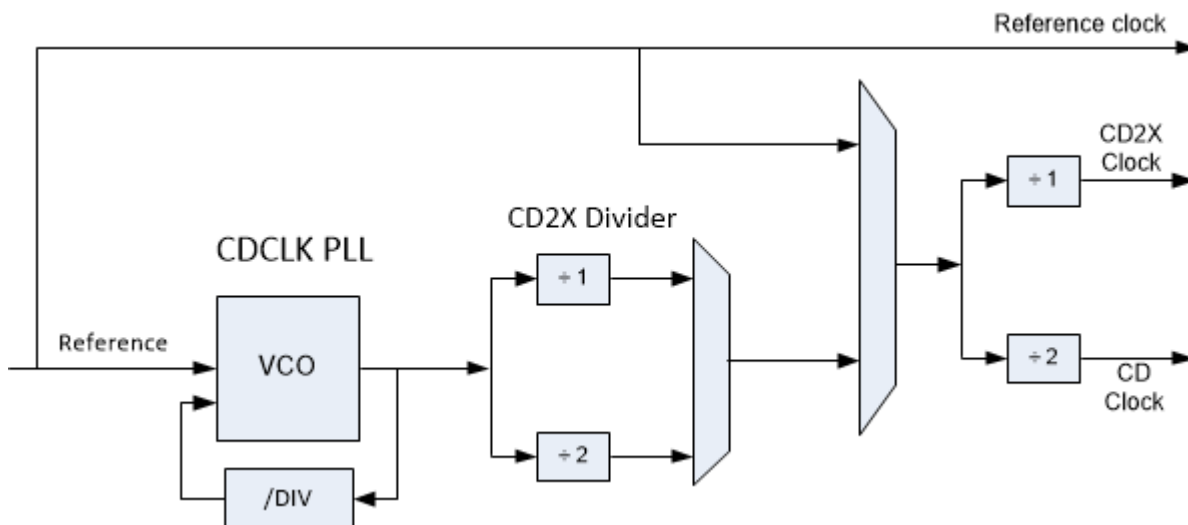 Reference clock
CD2X
Clock
÷ 1
CD2X Divider
CDCLK PLL
÷ 1
Reference
VCO
÷ 2
CD
Clock
÷ 2
/DIV